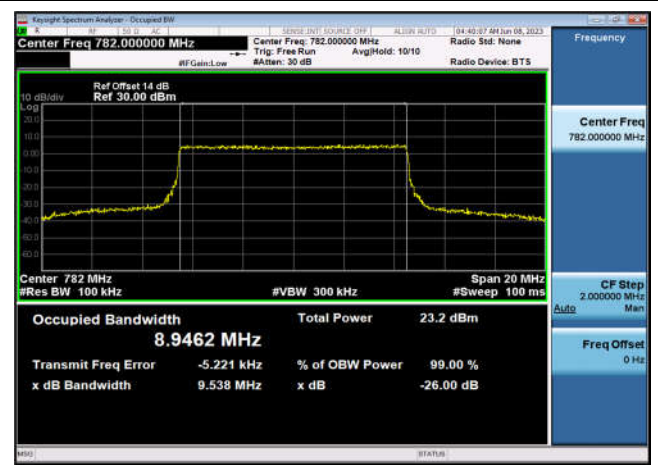 Keysight Spectrum Analyzer - Occupied BW
R RF 50 Ω AC SENSE:INT SOURCE OFF ALIGN AUTO 04:40:07 AM Jun 08, 2023
Center Freq 782.000000 MHz
Center Freq: 782.000000 MHz
Radio Std: None
Trig: Free Run Avg|Hold: 10/10
#IFGain:Low
#Atten: 30 dB
Radio Device: BTS
Frequency
Ref Offset 14 dB
10 dB/div Ref 30.00 dBm
Log
20.0
10.0
0.00
-10.0
-20.0
-30.0
-40.0
-50.0
-60.0
Center Freq
782.000000 MHz
Center 782 MHz Span 20 MHz
#Res BW 100 kHz #VBW 300 kHz #Sweep 100 ms
CF Step
2.000000 MHz
Auto Man
Occupied Bandwidth Total Power 23.2 dBm
8.9462 MHz
Freq Offset
0 Hz
Transmit Freq Error -5.221 kHz % of OBW Power 99.00 %
x dB Bandwidth 9.538 MHz x dB -26.00 dB
MSG STATUS